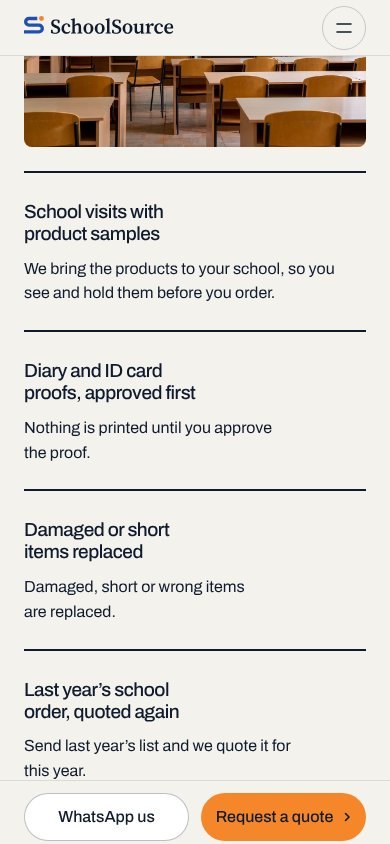 SchoolSource
School visits with
product samples
We bring the products to your school, so you
see and hold them before you order.
Diary and ID card
proofs, approved first
Nothing is printed until you approve
the proof.
Damaged or short
items replaced
Damaged, short or wrong items
are replaced.
Last year’s school
order, quoted again
Send last year’s list and we quote it for
this year.
WhatsApp us
Request a quote